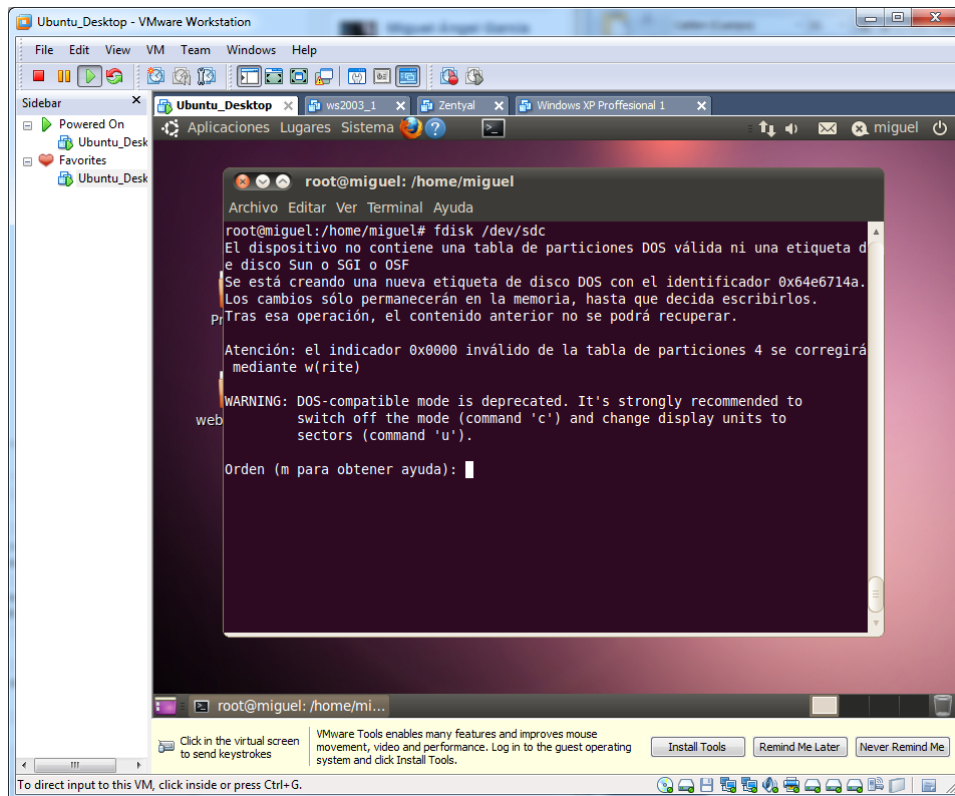 Ubuntu_Desktop - VMware Workstation
File Edit View VM Team Windows Help
Sidebar
Powered On
Ubuntu_Desk
Favorites
Ubuntu_Desk
Ubuntu_Desktop ws2003_1 Zentyal Windows XP Proffesional 1
Aplicaciones Lugares Sistema miguel
root@miguel: /home/miguel
Archivo Editar Ver Terminal Ayuda
root@miguel:/home/miguel# fdisk /dev/sdc
El dispositivo no contiene una tabla de particiones DOS válida ni una etiqueta d
e disco Sun o SGI o OSF
Se está creando una nueva etiqueta de disco DOS con el identificador 0x64e6714a.
Los cambios sólo permanecerán en la memoria, hasta que decida escribirlos.
Tras esa operación, el contenido anterior no se podrá recuperar.
Atención: el indicador 0x0000 inválido de la tabla de particiones 4 se corregirá
mediante w(rite)
WARNING: DOS-compatible mode is deprecated. It's strongly recommended to
switch off the mode (command 'c') and change display units to
sectors (command 'u').
Orden (m para obtener ayuda):
Pr
web
root@miguel: /home/mi...
Click in the virtual screen
to send keystrokes
VMware Tools enables many features and improves mouse
movement, video and performance. Log in to the guest operating
system and click Install Tools.
Install Tools Remind Me Later Never Remind Me
To direct input to this VM, click inside or press Ctrl+G.